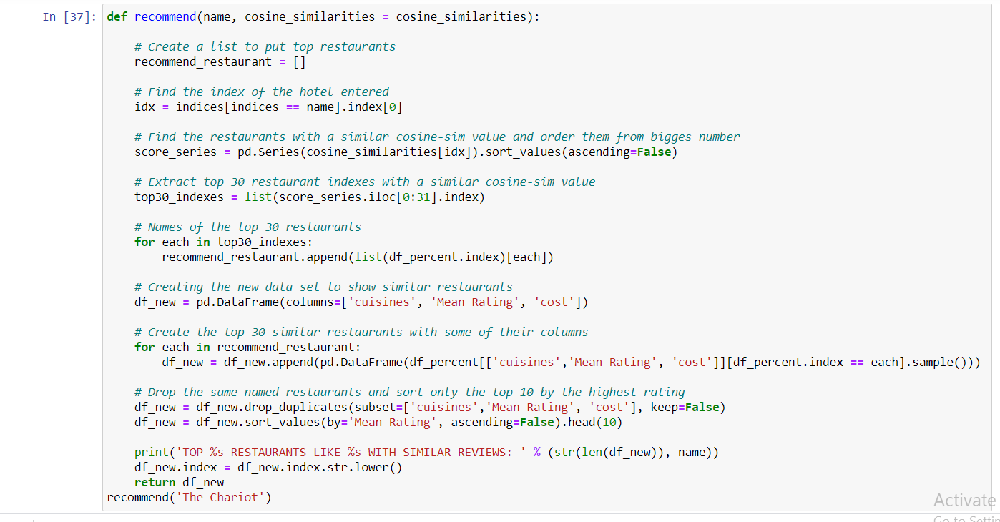 In [37]: def recommend(name, cosine_similarities = cosine_similarities):
# Create a list to put top restaurants
recommend_restaurant = []
# Find the index of the hotel entered
idx = indices[indices == name].index[0]
# Find the restaurants with a similar cosine-sim value and order them from bigges number
score_series = pd.Series(cosine_similarities[idx]).sort_values(ascending=False)
# Extract top 30 restaurant indexes with a similar cosine-sim value
top30_indexes = list(score_series.iloc[0:31].index)
# Names of the top 30 restaurants
for each in top30_indexes:
recommend_restaurant.append(list(df_percent.index)[each])
# Creating the new data set to show similar restaurants
df_new = pd.DataFrame(columns=['cuisines', 'Mean Rating', 'cost'])
# Create the top 30 similar restaurants with some of their columns
for each in recommend_restaurant:
df_new = df_new.append(pd.DataFrame(df_percent[['cuisines','Mean Rating', 'cost']][df_percent.index == each].sample()))
# Drop the same named restaurants and sort only the top 10 by the highest rating
df_new = df_new.drop_duplicates(subset=['cuisines','Mean Rating', 'cost'], keep=False)
df_new = df_new.sort_values(by='Mean Rating', ascending=False).head(10)
print('TOP %s RESTAURANTS LIKE %s WITH SIMILAR REVIEWS: ' % (str(len(df_new)), name))
df_new.index = df_new.index.str.lower()
return df_new
recommend('The Chariot')
Activate
Go to Settin